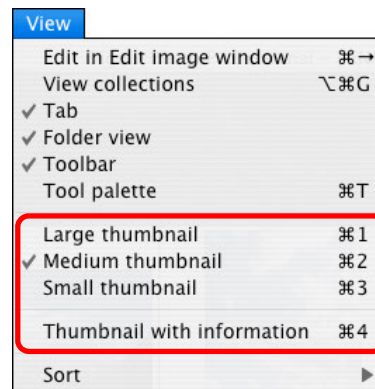 View
Edit in Edit image window ⌘→
View collections ⌥⌘G
✓ Tab
✓ Folder view
✓ Toolbar
Tool palette ⌘T
Large thumbnail ⌘1
✓ Medium thumbnail ⌘2
Small thumbnail ⌘3
Thumbnail with information ⌘4
Sort ▶